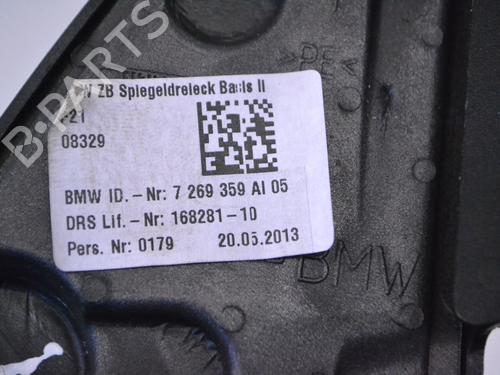 ZB Spiegeldreieck Basis II
08329
BMW ID. -Nr: 7 269 359 AI 05
DRS Lif. -Nr: 168281-10
Pers. Nr: 0179 20.05.2013
BMW
B-PARTS